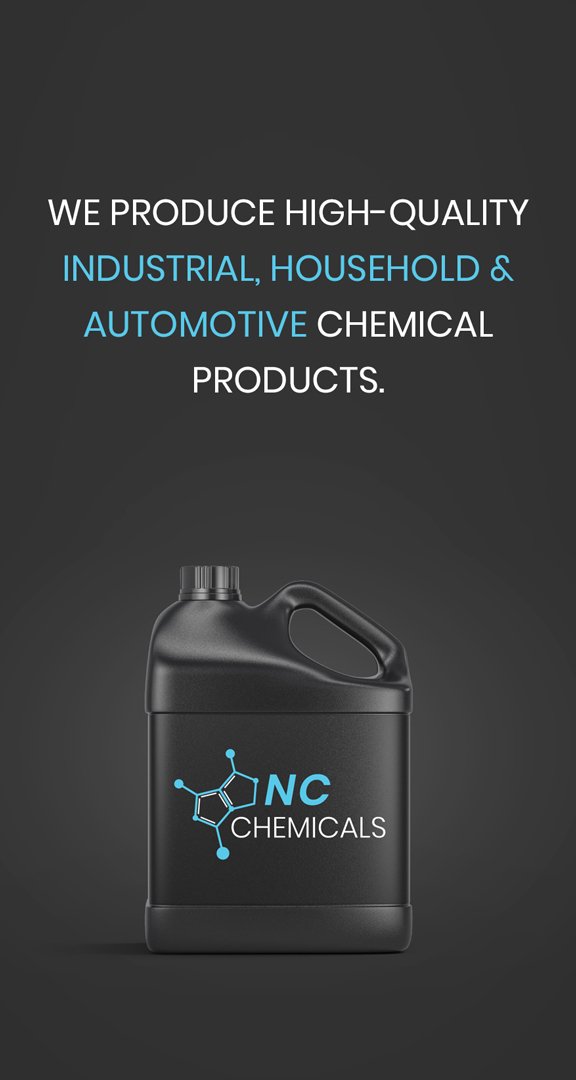 WE PRODUCE HIGH-QUALITY
INDUSTRIAL, HOUSEHOLD &
AUTOMOTIVE CHEMICAL
PRODUCTS.
NC
CHEMICALS